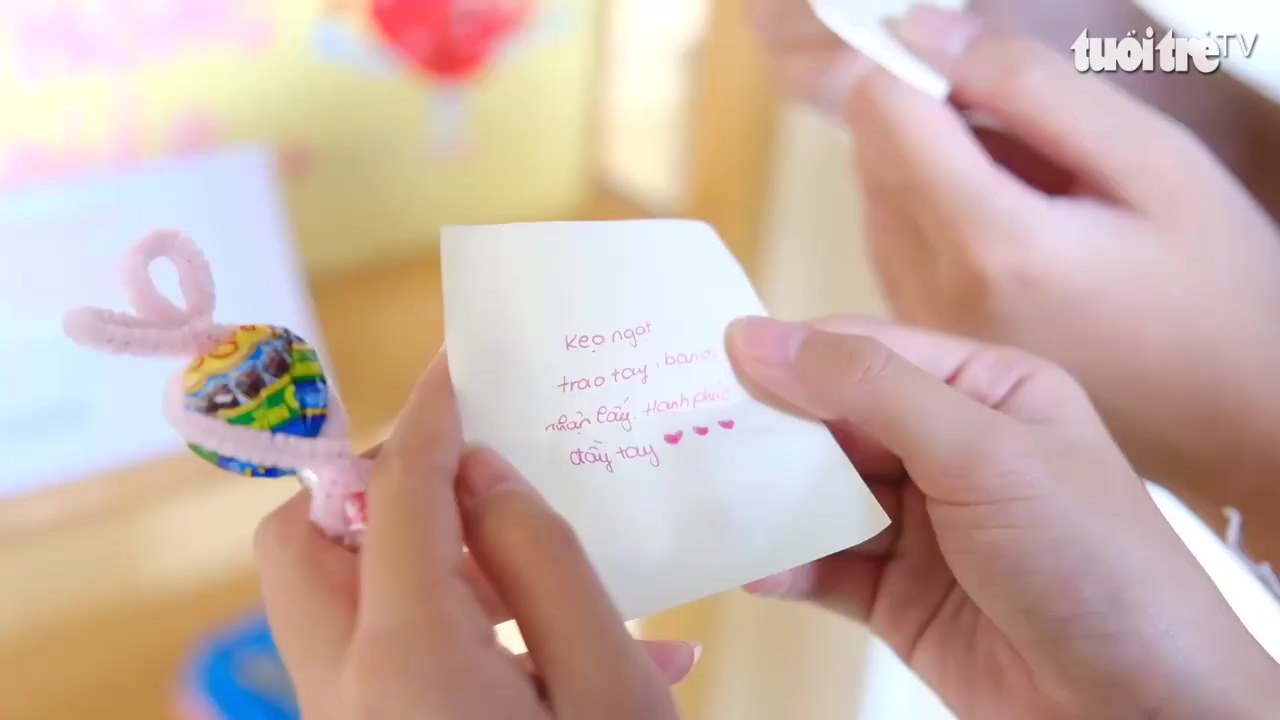 tuổi trẻ TV
Kẹo ngọt
trao tay, bạn ơi
nhận lấy. Hạnh phúc
đầy tay